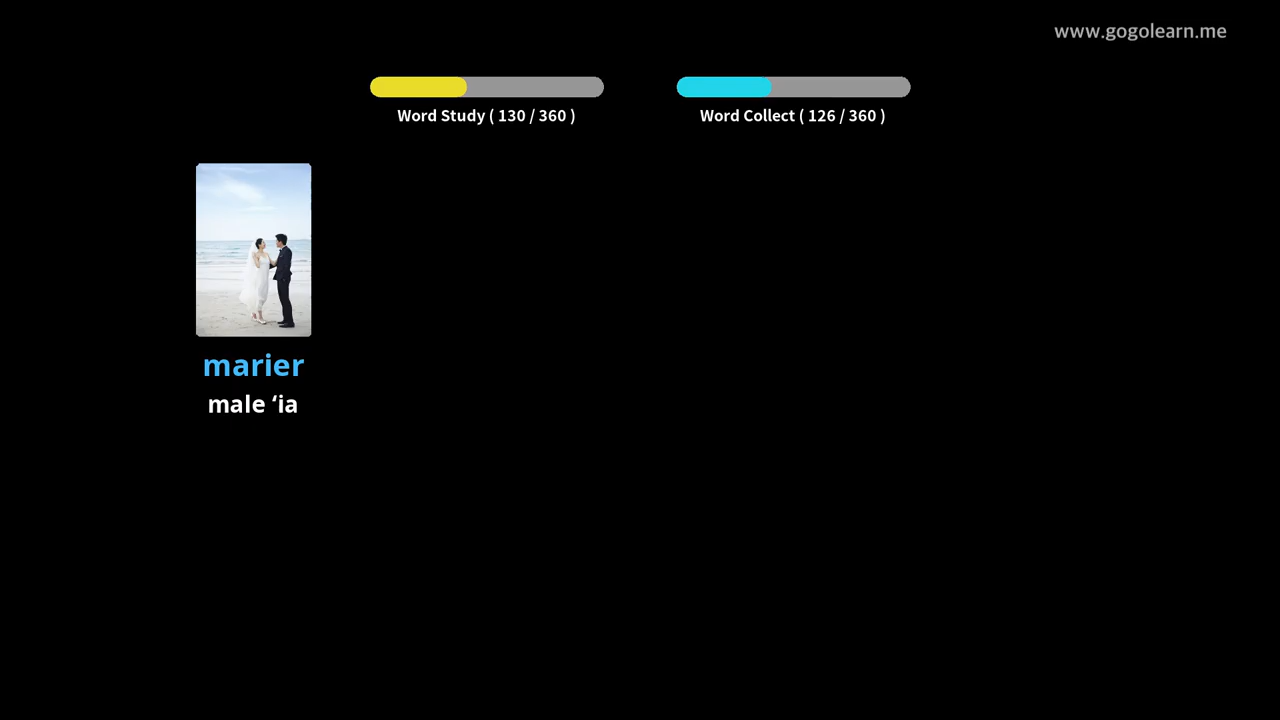 www.gogolearn.me
Word Study ( 130 / 360 )
Word Collect ( 126 / 360 )
marier
male ‘ia